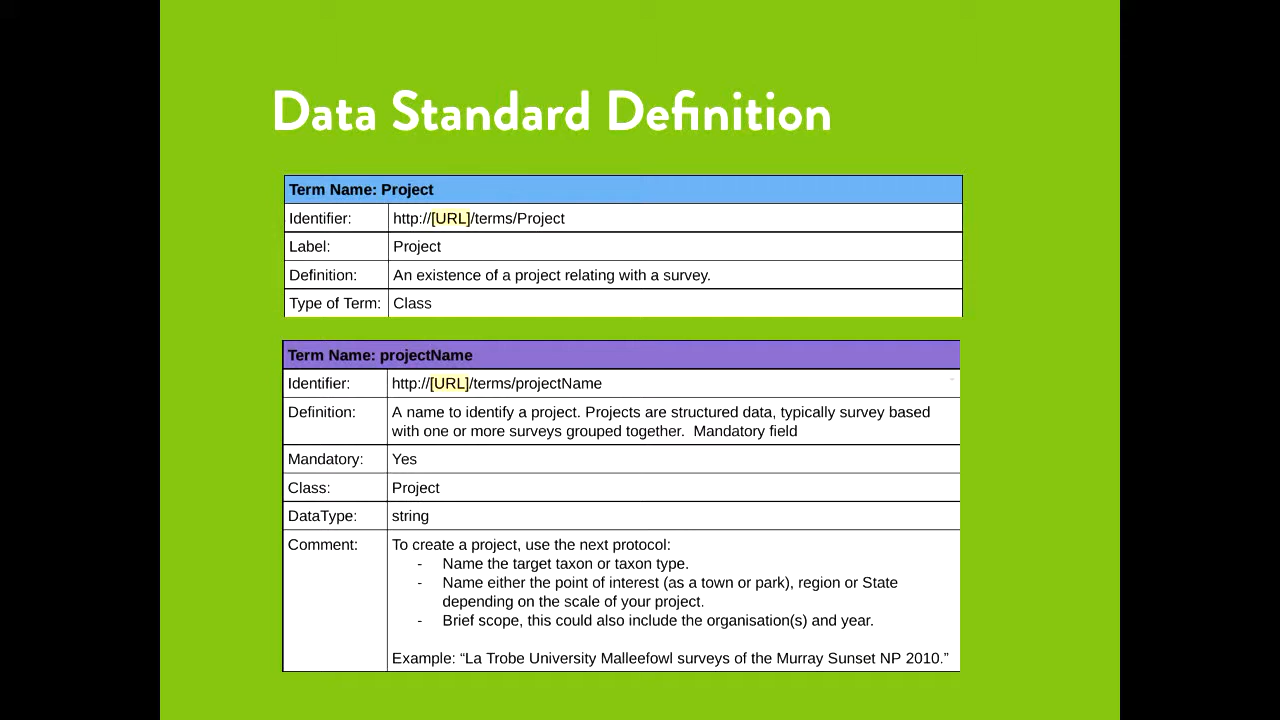 Data Standard Definition
Term Name: Project
Identifier: http://[URL]/terms/Project
Label: Project
Definition: An existence of a project relating with a survey.
Type of Term: Class
Term Name: projectName
Identifier: http://[URL]/terms/projectName
Definition: A name to identify a project. Projects are structured data, typically survey based
with one or more surveys grouped together.  Mandatory field
Mandatory: Yes
Class: Project
DataType: string
Comment: To create a project, use the next protocol:
- Name the target taxon or taxon type.
- Name either the point of interest (as a town or park), region or State
depending on the scale of your project.
- Brief scope, this could also include the organisation(s) and year.
Example: “La Trobe University Malleefowl surveys of the Murray Sunset NP 2010.”